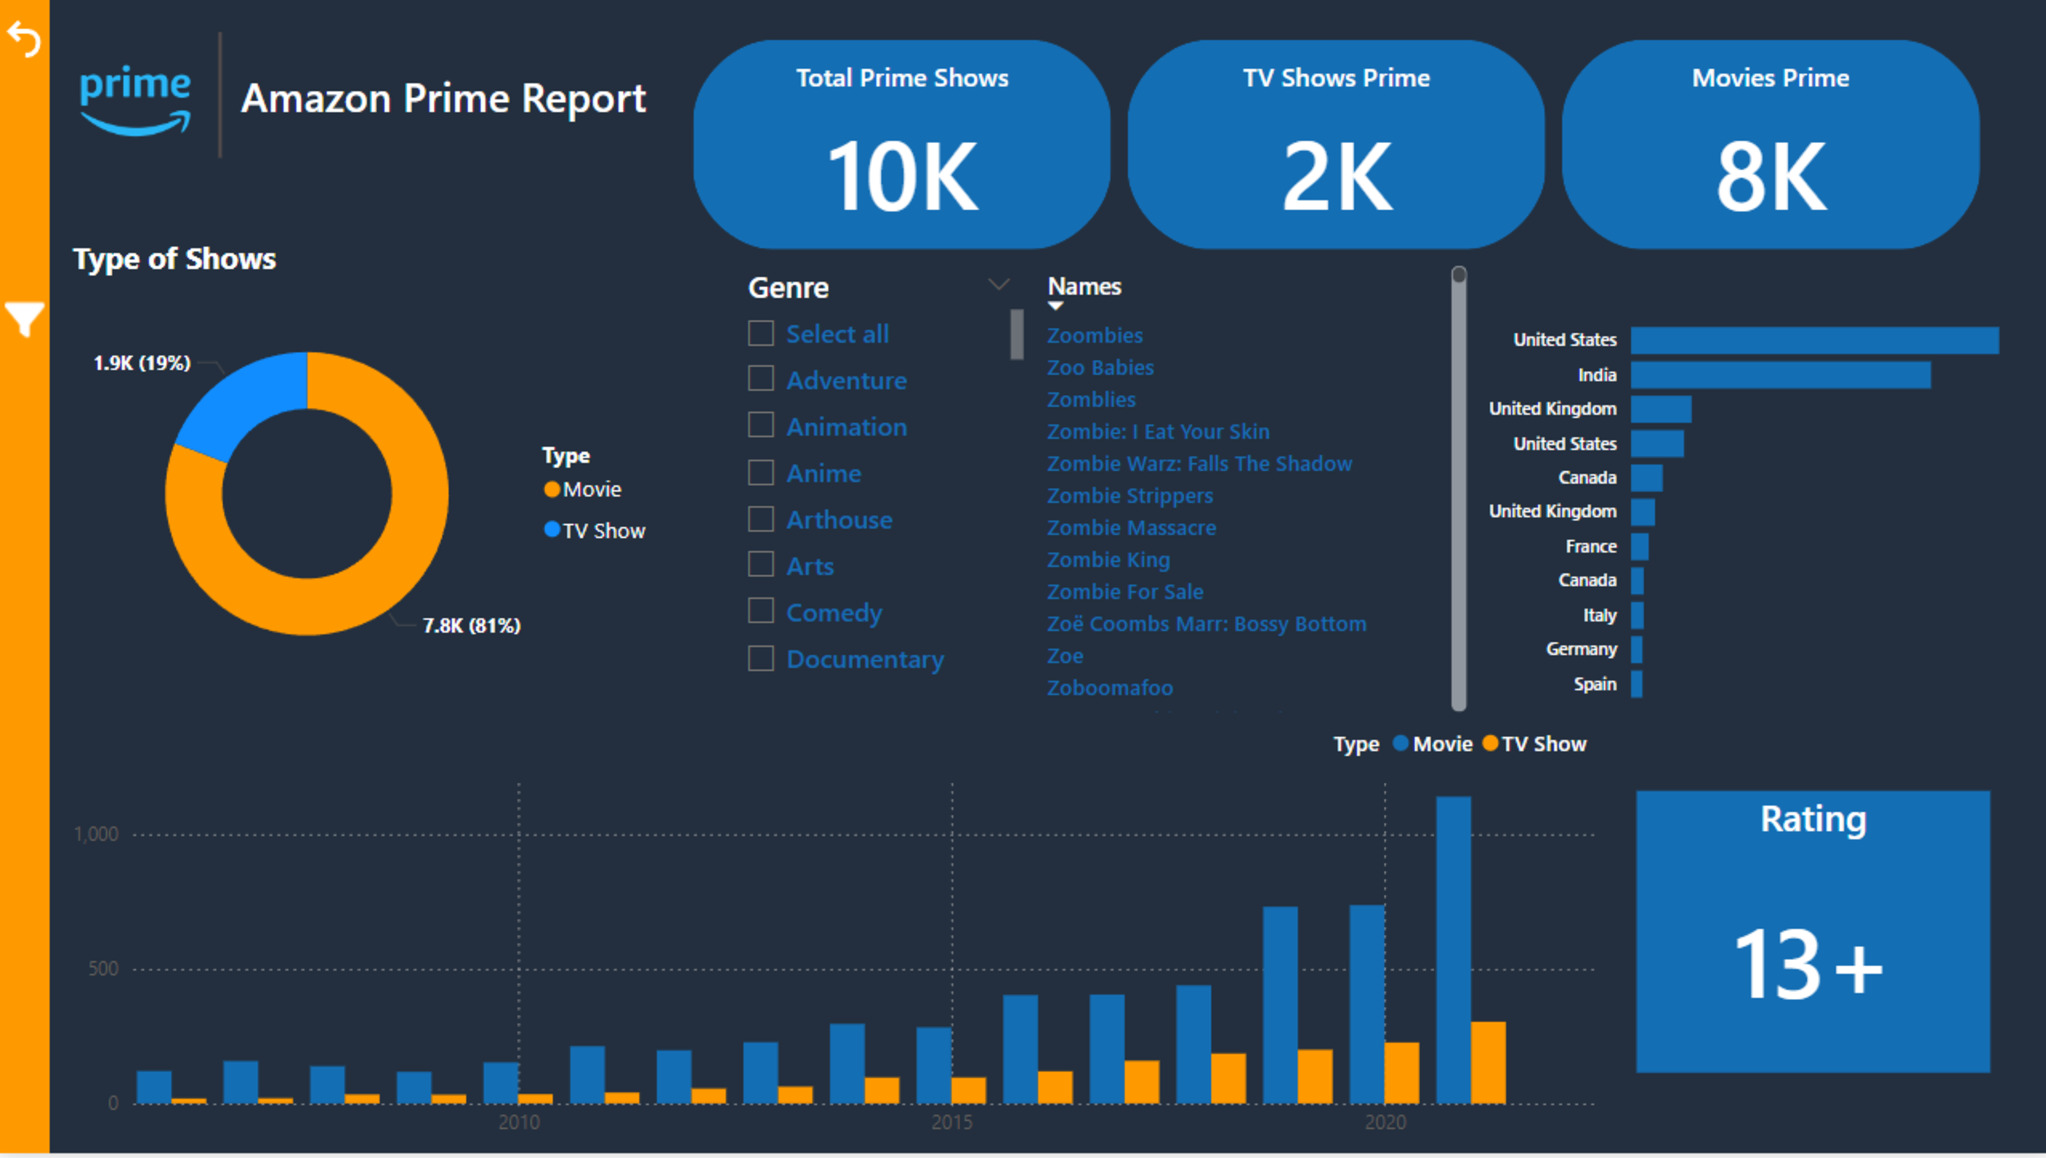 prime
Amazon Prime Report
Total Prime Shows
10K
TV Shows Prime
2K
Movies Prime
8K
Type of Shows
1.9K (19%)
7.8K (81%)
Type
Movie
TV Show
Genre
Select all
Adventure
Animation
Anime
Arthouse
Arts
Comedy
Documentary
Names
Zoombies
Zoo Babies
Zomblies
Zombie: I Eat Your Skin
Zombie Warz: Falls The Shadow
Zombie Strippers
Zombie Massacre
Zombie King
Zombie For Sale
Zoë Coombs Marr: Bossy Bottom
Zoe
Zoboomafoo
United States
India
United Kingdom
United States
Canada
United Kingdom
France
Canada
Italy
Germany
Spain
Type Movie TV Show
1,000
500
0
2010 2015 2020
Rating
13+